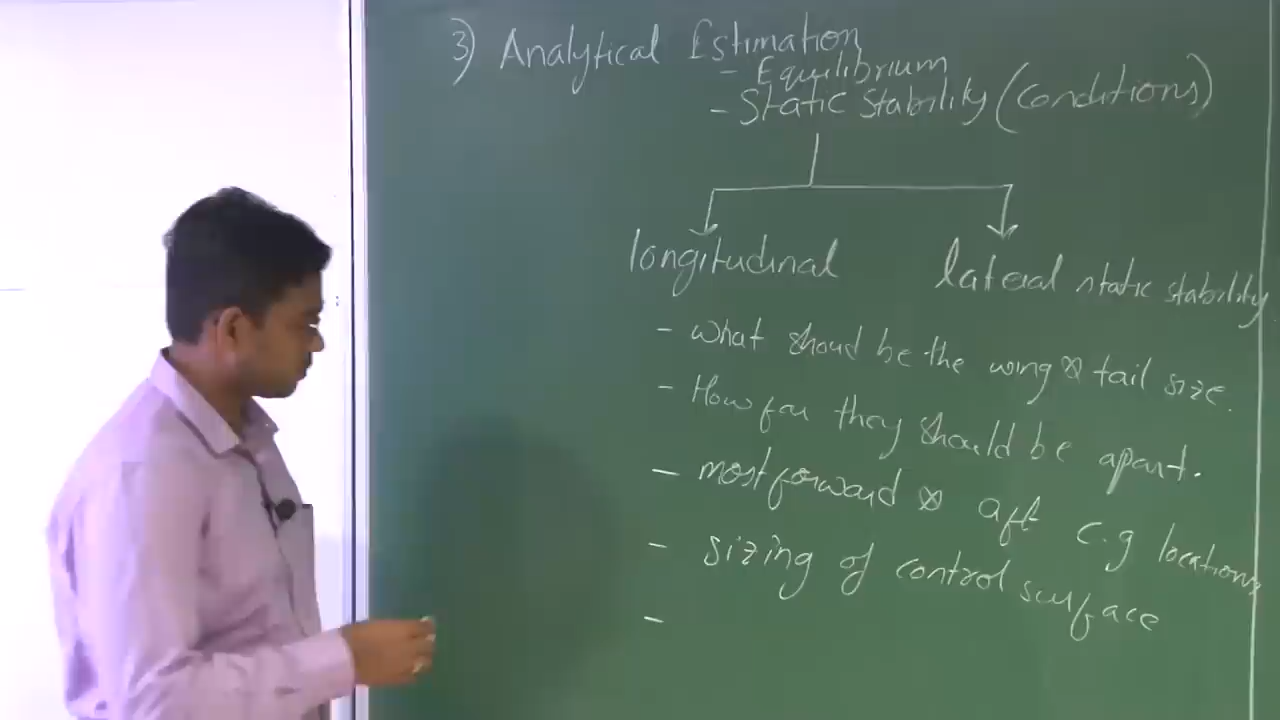 3) Analytical Estimation
- Equilibrium
- Static Stability (Conditions)
longitudinal
lateral static stability
- what shoud be the wing & tail size.
- How far they should be apart.
- most forward & aft c.g locations
- sizing of control surface
-